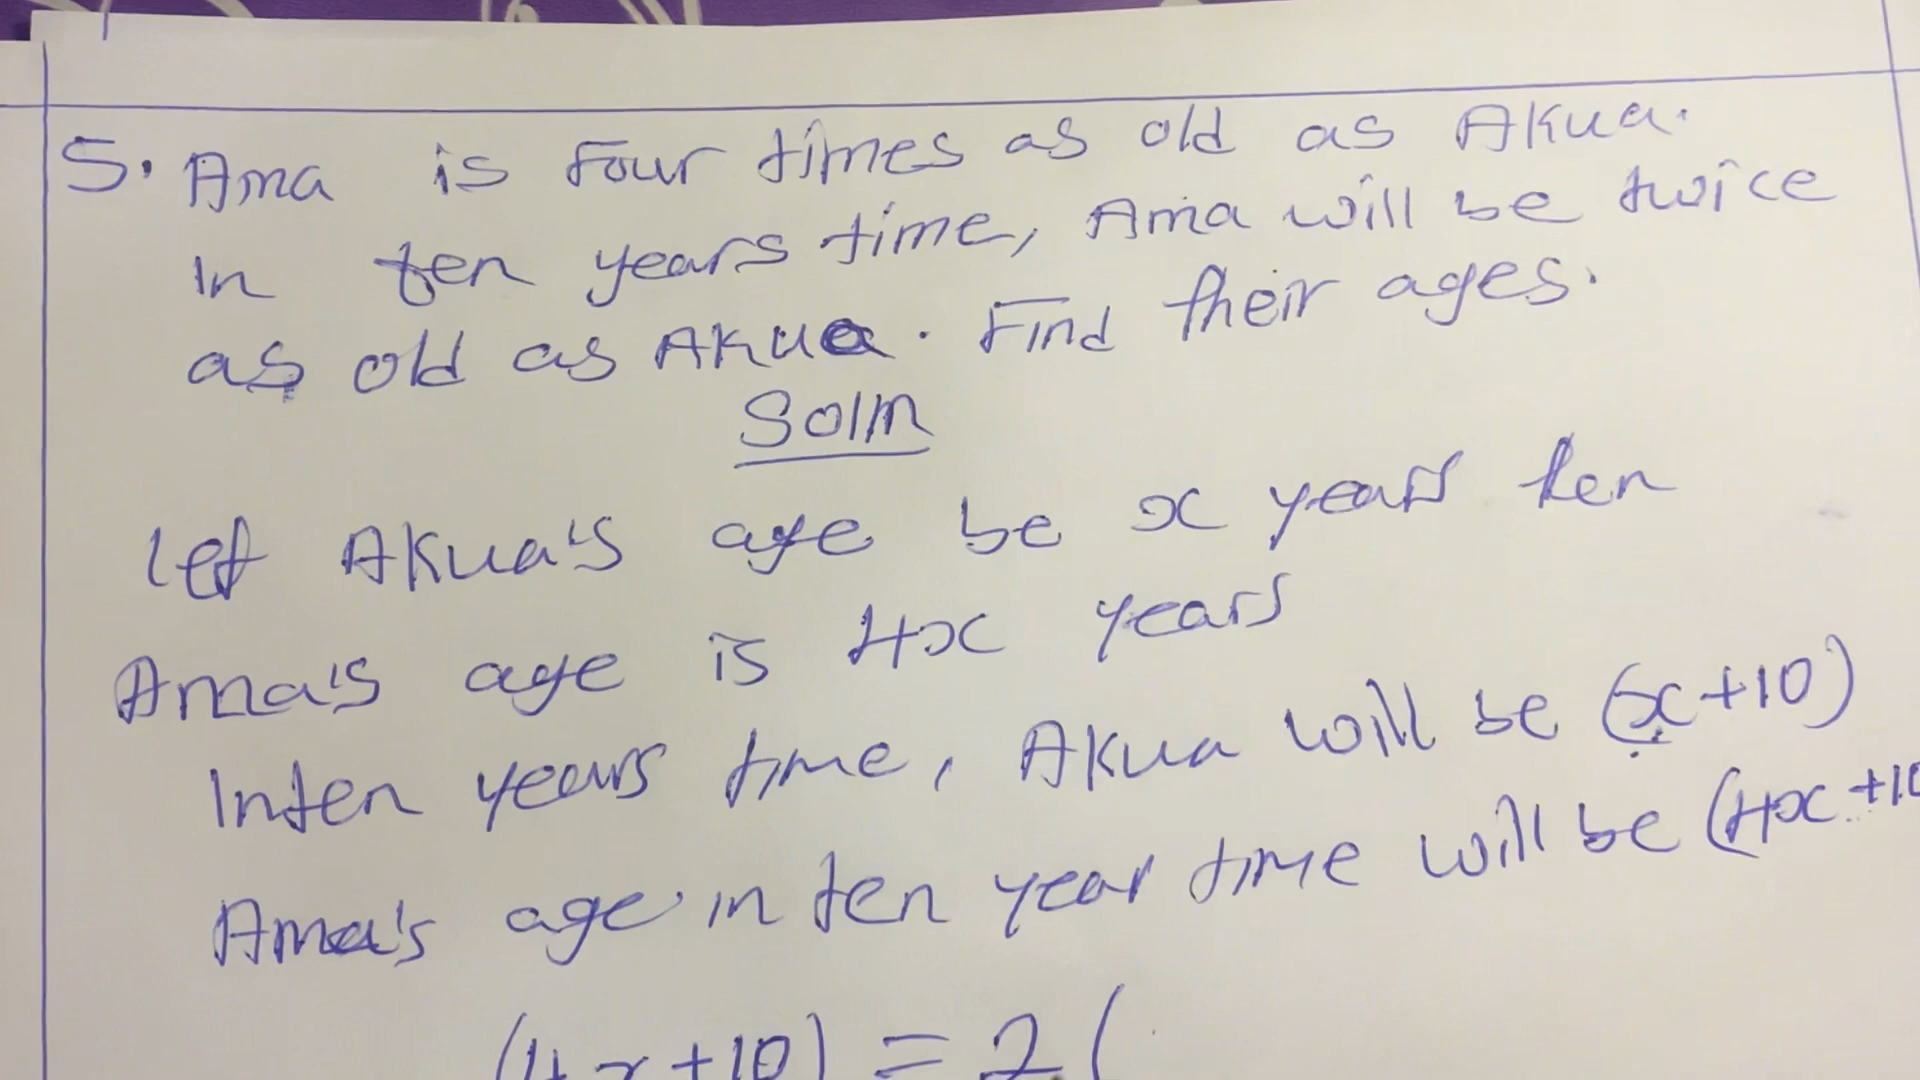 5. Ama is four times as old as Akua.
In ten years time, Ama will be twice
as old as Akua. Find their ages.
Soln
Let Akua's age be x years then
Ama's age is 4x years
In ten years time, Akua will be (x+10)
Ama's age in ten year time will be (4x+10
(4x+10) = 2(